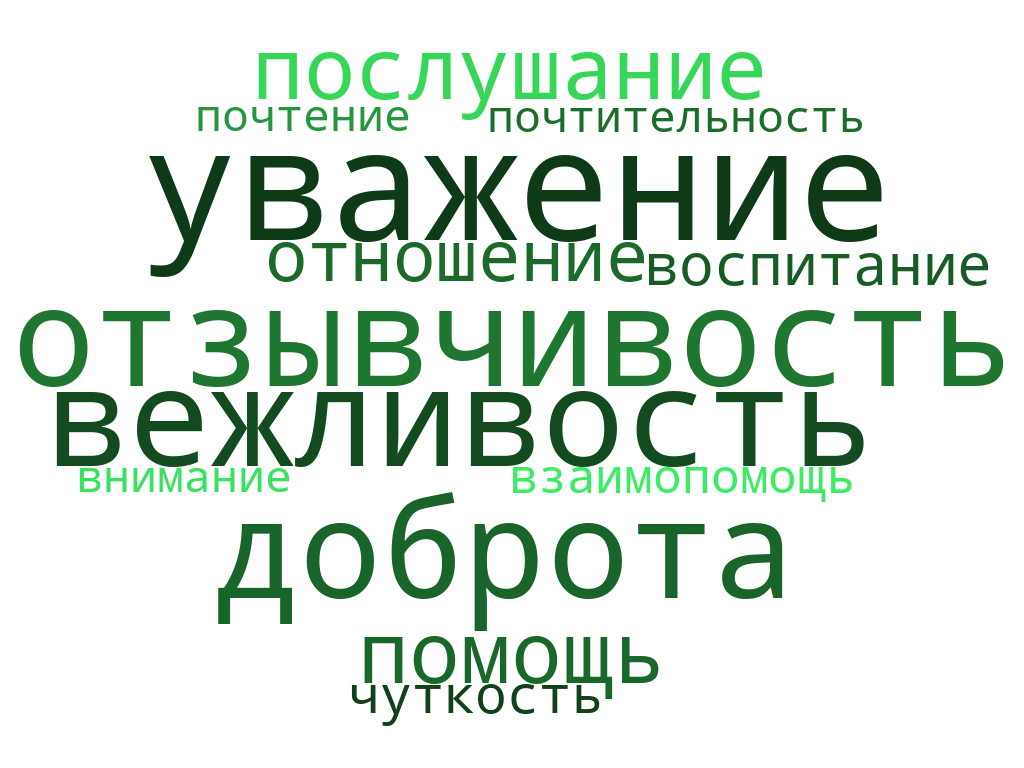 послушание
почтение почтительность
уважение
отношение воспитание
отзывчивость
вежливость
внимание взаимопомощь
доброта
помощь
чуткость